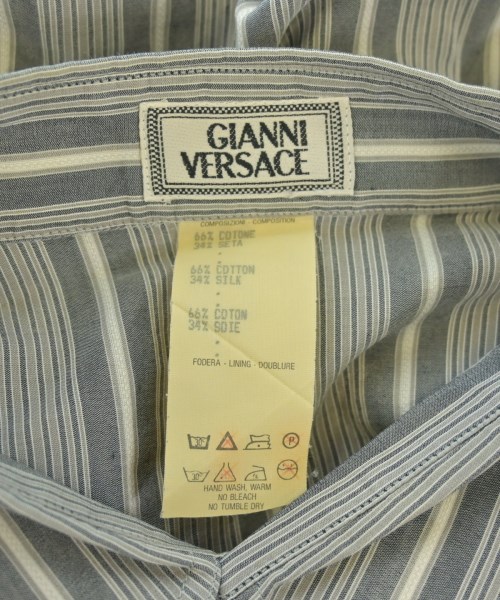 GIANNI
VERSACE
COMPOSIZIONI - COMPOSITION
66% COTONE
34% SETA
66% COTTON
34% SILK
66% COTON
34% SOIE
FODERA - LINING - DOUBLURE
P
HAND WASH. WARM
NO BLEACH
NO TUMBLE DRY